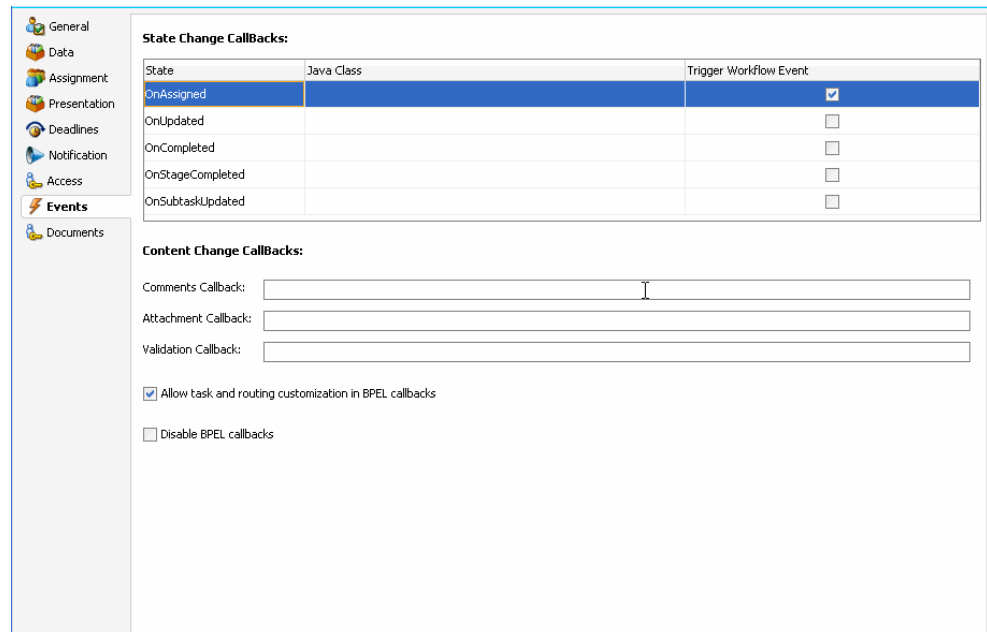 General
Data
Assignment
Presentation
Deadlines
Notification
Access
Events
Documents
State Change CallBacks:
State Java Class Trigger Workflow Event
OnAssigned
OnUpdated
OnCompleted
OnStageCompleted
OnSubtaskUpdated
Content Change CallBacks:
Comments Callback:
Attachment Callback:
Validation Callback:
Allow task and routing customization in BPEL callbacks
Disable BPEL callbacks